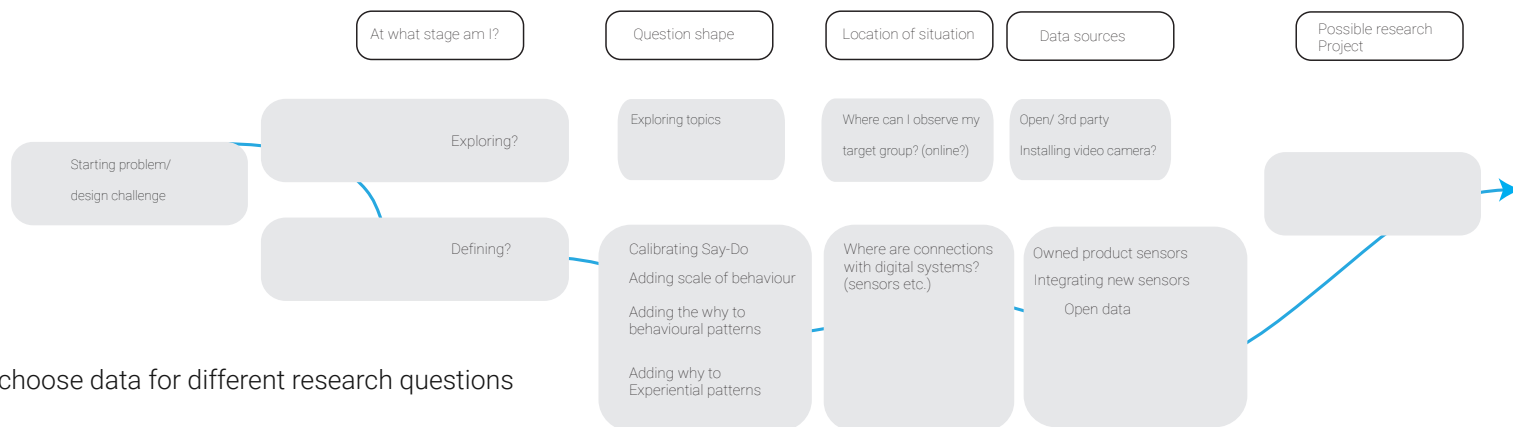 At what stage am I?
Question shape
Location of situation
Data sources
Possible research
Project
Starting problem/
design challenge
Exploring?
Exploring topics
Where can I observe my
target group? (online?)
Open/ 3rd party
Installing video camera?
Defining?
Calibrating Say-Do
Adding scale of behaviour
Adding the why to
behavioural patterns
Adding why to
Experiential patterns
Where are connections
with digital systems?
(sensors etc.)
Owned product sensors
Integrating new sensors
Open data
choose data for different research questions